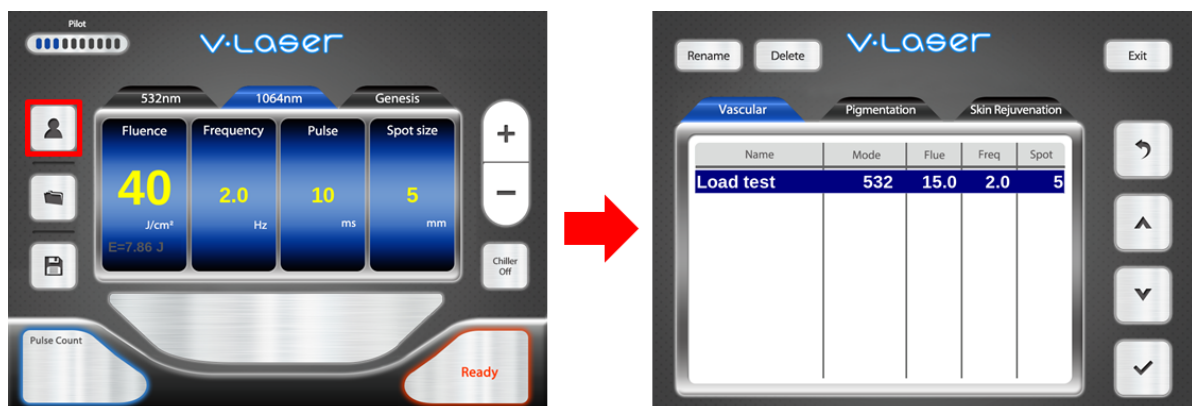 Pilot
V-Laser
532nm 1064nm Genesis
Fluence Frequency Pulse Spot size
40 2.0 10 5
J/cm² Hz ms mm
E=7.86 J
+
−
Chiller
Off
Pulse Count
Ready
V-Laser
Rename Delete Exit
Vascular Pigmentation Skin Rejuvenation
Name Mode Flue Freq Spot
Load test 532 15.0 2.0 5